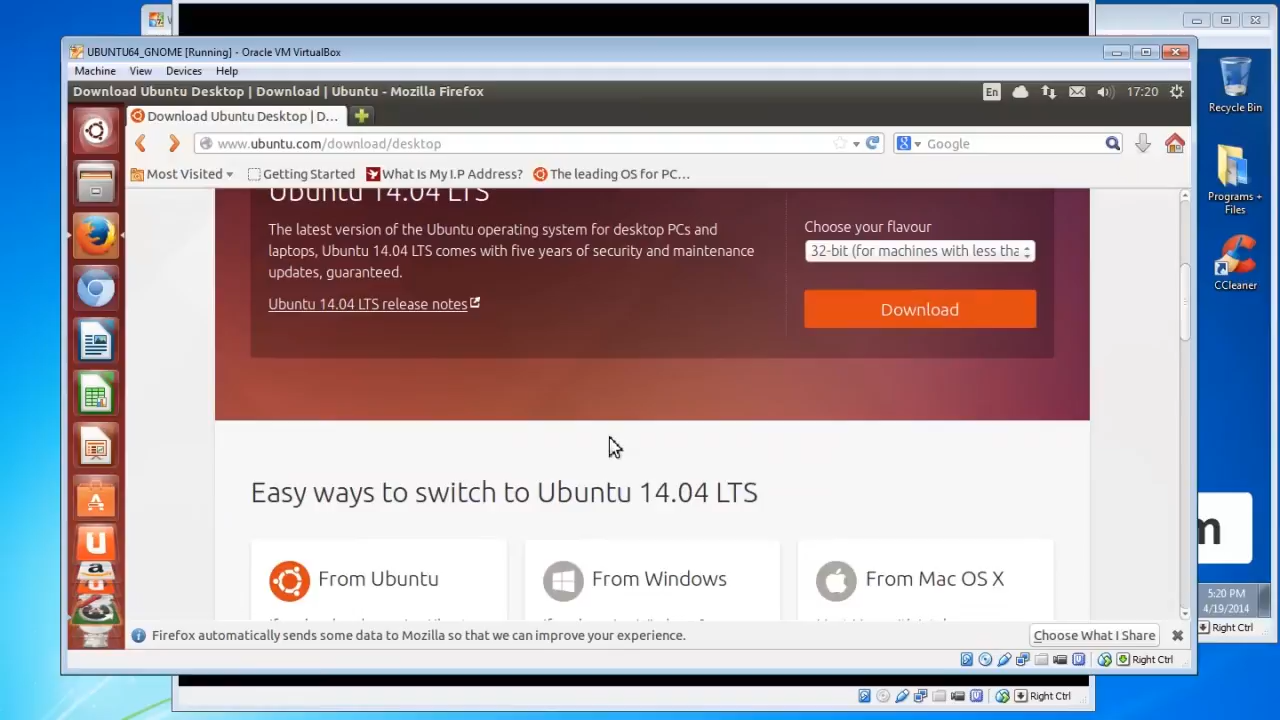 UBUNTU64_GNOME [Running] - Oracle VM VirtualBox
Machine View Devices Help
Download Ubuntu Desktop | Download | Ubuntu - Mozilla Firefox
En
17:20
Download Ubuntu Desktop | D...
www.ubuntu.com/download/desktop
Google
Most Visited
Getting Started
What Is My I.P Address?
The leading OS for PC...
Ubuntu 14.04 LTS
The latest version of the Ubuntu operating system for desktop PCs and
laptops, Ubuntu 14.04 LTS comes with five years of security and maintenance
updates, guaranteed.
Ubuntu 14.04 LTS release notes
Choose your flavour
32-bit (for machines with less tha
Download
Easy ways to switch to Ubuntu 14.04 LTS
From Ubuntu
From Windows
From Mac OS X
Firefox automatically sends some data to Mozilla so that we can improve your experience.
Choose What I Share
Right Ctrl
Right Ctrl
Recycle Bin
Programs +
Files
CCleaner
m
5:20 PM
4/19/2014
Right Ctrl